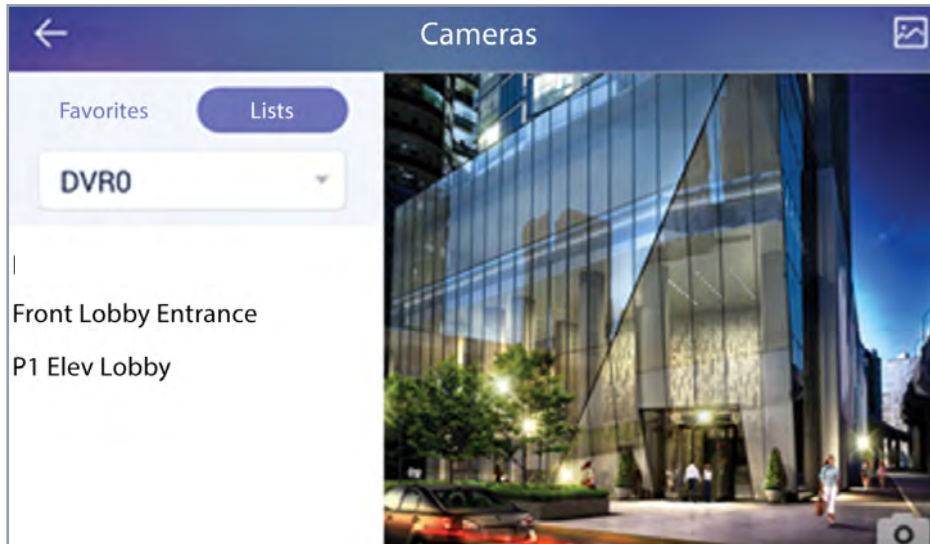 Cameras
Favorites
Lists
DVR0
Front Lobby Entrance
P1 Elev Lobby